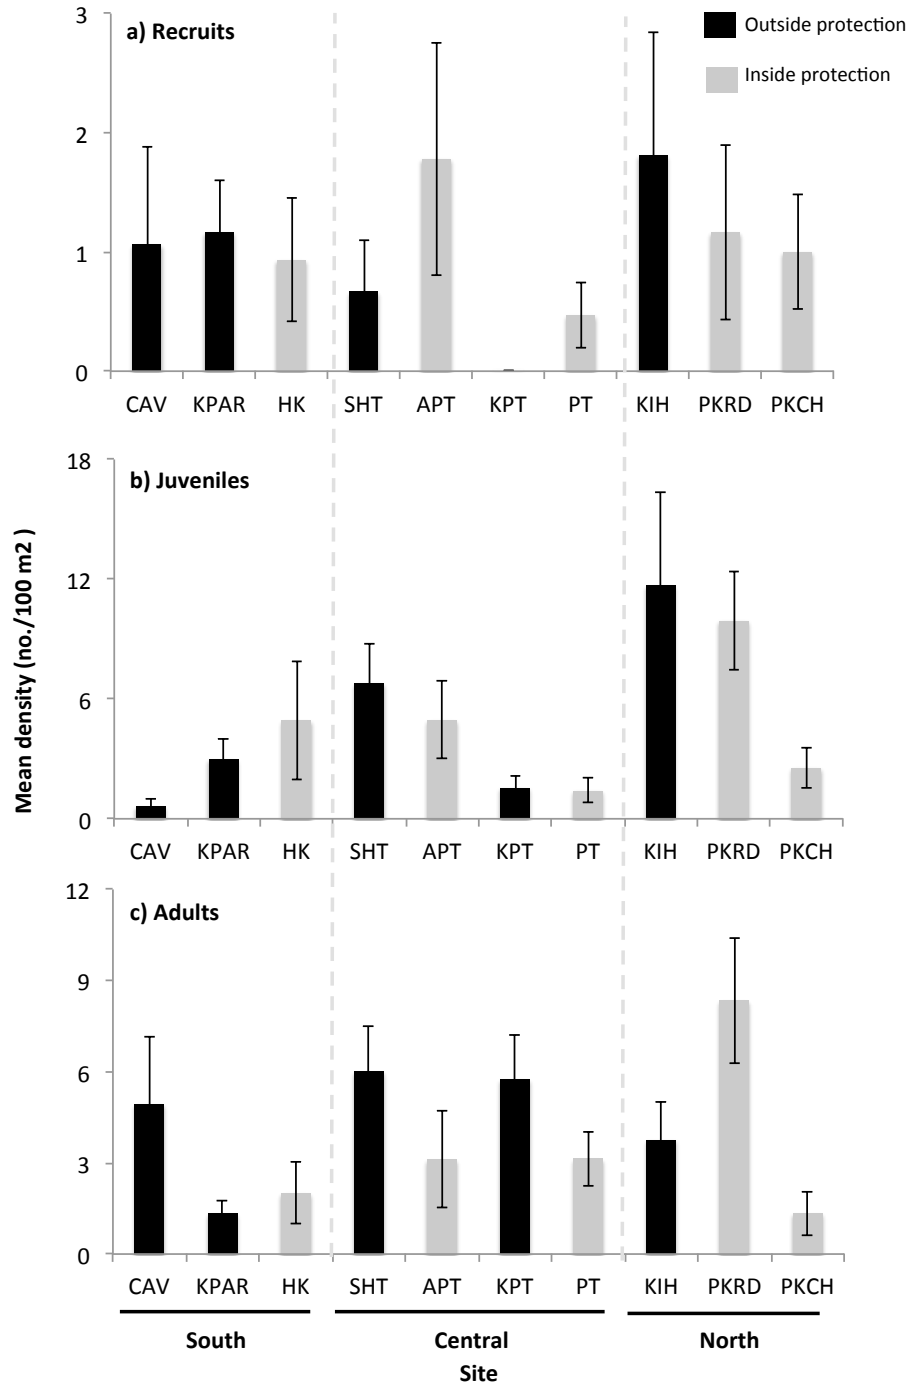 a) Recruits
Outside protection
Inside protection
3
2
1
0
CAV KPAR HK SHT APT KPT PT KIH PKRD PKCH
b) Juveniles
18
12
6
0
CAV KPAR HK SHT APT KPT PT KIH PKRD PKCH
Mean density (no./100 m2 )
c) Adults
12
9
6
3
0
CAV KPAR HK SHT APT KPT PT KIH PKRD PKCH
South Central North
Site